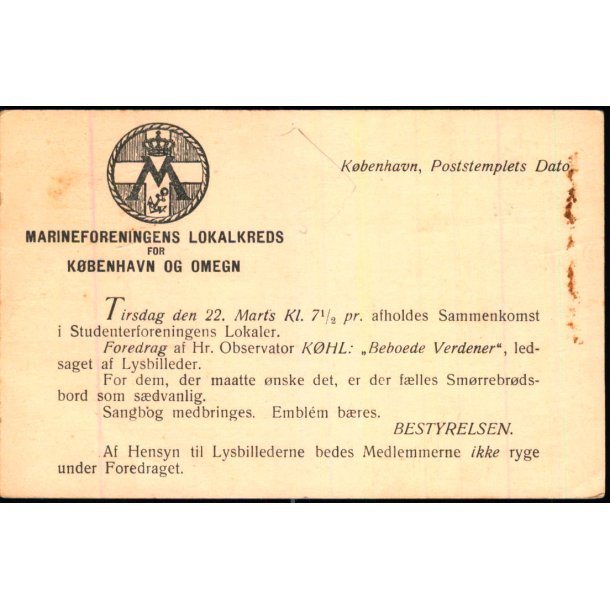 København, Poststemplets Dato.
M
MARINEFORENINGENS LOKALKREDS
FOR
KØBENHAVN OG OMEGN
Tirsdag den 22. Marts Kl. 7 1/2 pr. afholdes Sammenkomst
i Studenterforeningens Lokaler.
Foredrag af Hr. Observator KØHL: „Beboede Verdener“, led-
saget af Lysbilleder.
For dem, der maatte ønske det, er der fælles Smørrebrøds-
bord som sædvanlig.
Sangbog medbringes. Emblém bæres.
BESTYRELSEN.
Af Hensyn til Lysbillederne bedes Medlemmerne ikke ryge
under Foredraget.